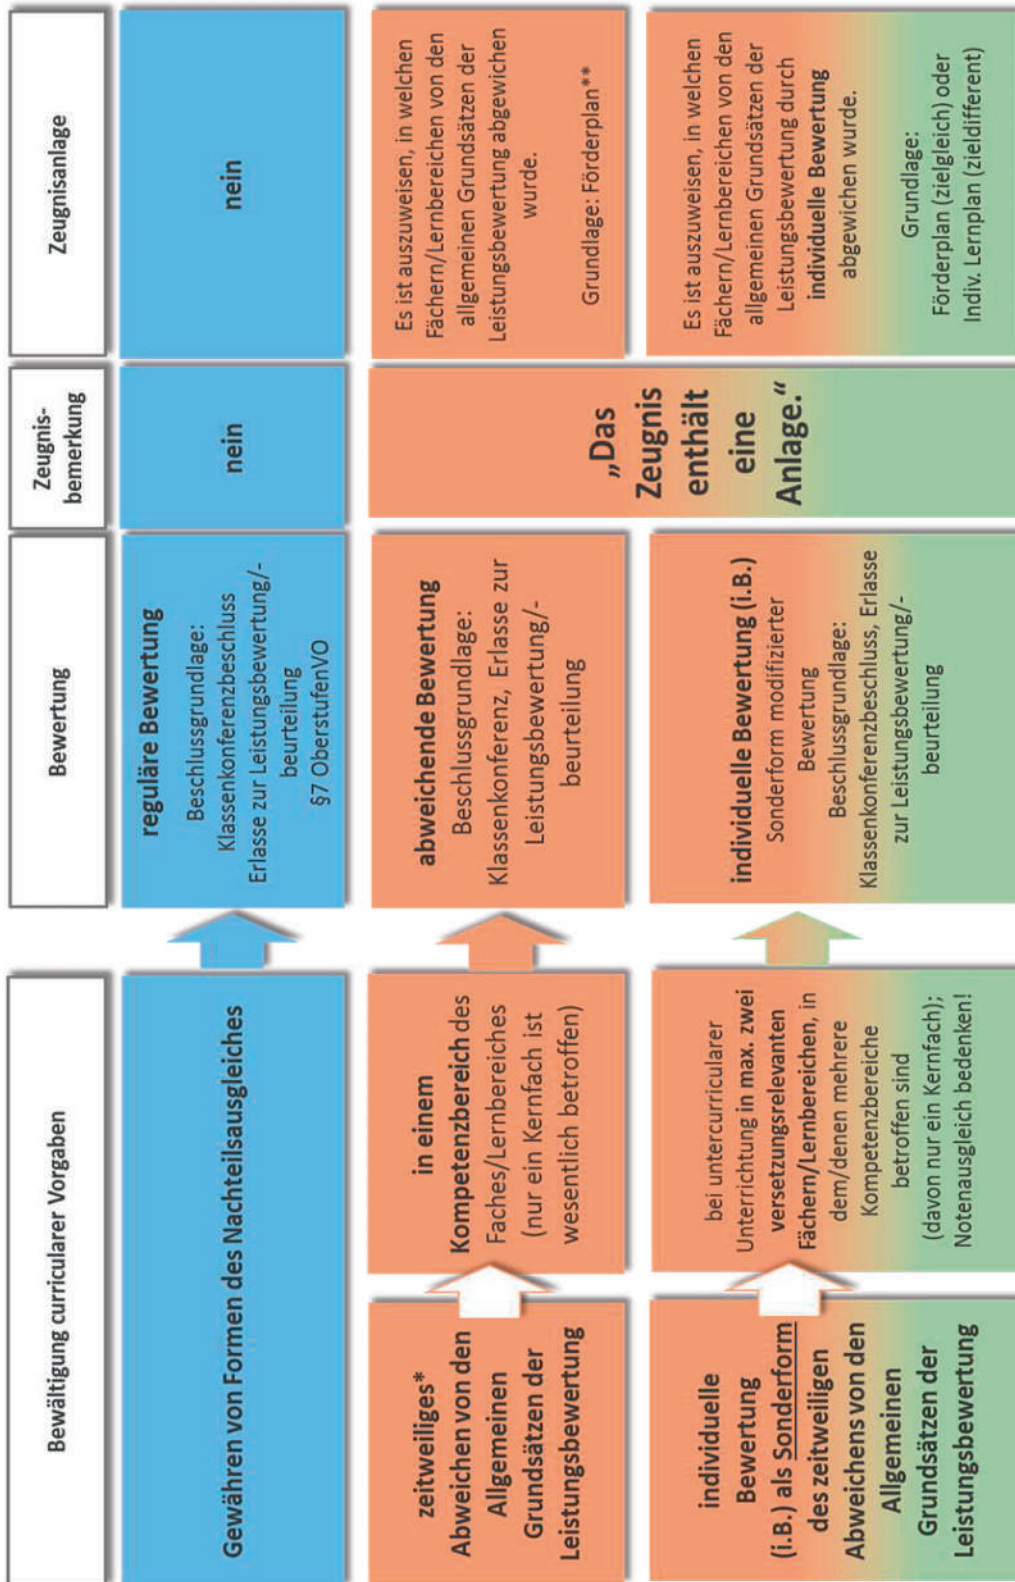 Bewältigung curricularer Vorgaben
Bewertung
Zeugnis-
bemerkung
Zeugnisanlage
Gewähren von Formen des Nachteilsausgleiches
reguläre Bewertung
Beschlussgrundlage:
Klassenkonferenzbeschluss
Erlasse zur Leistungsbewertung/-
beurteilung
§7 OberstufenVO
nein
nein
zeitweiliges*
Abweichen von den
Allgemeinen
Grundsätzen der
Leistungsbewertung
in einem
Kompetenzbereich des
Faches/Lernbereiches
(nur ein Kernfach ist
wesentlich betroffen)
abweichende Bewertung
Beschlussgrundlage:
Klassenkonferenz, Erlasse zur
Leistungsbewertung/-
beurteilung
„Das
Zeugnis
enthält
eine
Anlage.“
Es ist auszuweisen, in welchen
Fächern/Lernbereichen von den
allgemeinen Grundsätzen der
Leistungsbewertung abgewichen
wurde.
Grundlage: Förderplan**
individuelle
Bewertung
(i.B.) als Sonderform
des zeitweiligen
Abweichens von den
Allgemeinen
Grundsätzen der
Leistungsbewertung
bei untercurricularer
Unterrichtung in max. zwei
versetzungsrelevanten
Fächern/Lernbereichen, in
dem/denen mehrere
Kompetenzbereiche
betroffen sind
(davon nur ein Kernfach);
Notenausgleich bedenken!
individuelle Bewertung (i.B.)
Sonderform modifizierter
Bewertung
Beschlussgrundlage:
Klassenkonferenzbeschluss, Erlasse
zur Leistungsbewertung/-
beurteilung
Es ist auszuweisen, in welchen
Fächern/Lernbereichen von den
allgemeinen Grundsätzen der
Leistungsbewertung durch
individuelle Bewertung
abgewichen wurde.
Grundlage:
Förderplan (zielgleich) oder
Indiv. Lernplan (zieldifferent)